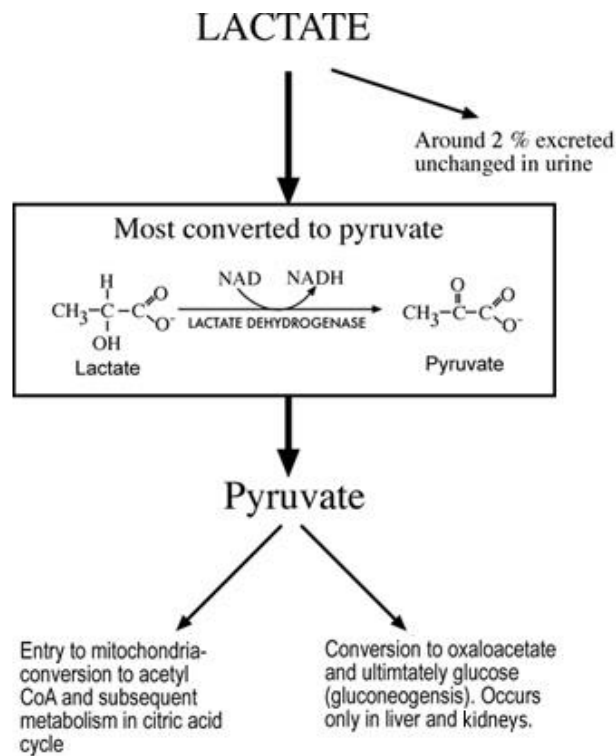 LACTATE
Around 2 % excreted
unchanged in urine
Most converted to pyruvate
NAD NADH
LACTATE DEHYDROGENASE
H
CH3-C-C
O
O-
OH
Lactate
O
CH3-C-C
O
O-
Pyruvate
Pyruvate
Entry to mitochondria-
conversion to acetyl
CoA and subsequent
metabolism in citric acid
cycle
Conversion to oxaloacetate
and ultimtately glucose
(gluconeogensis). Occurs
only in liver and kidneys.